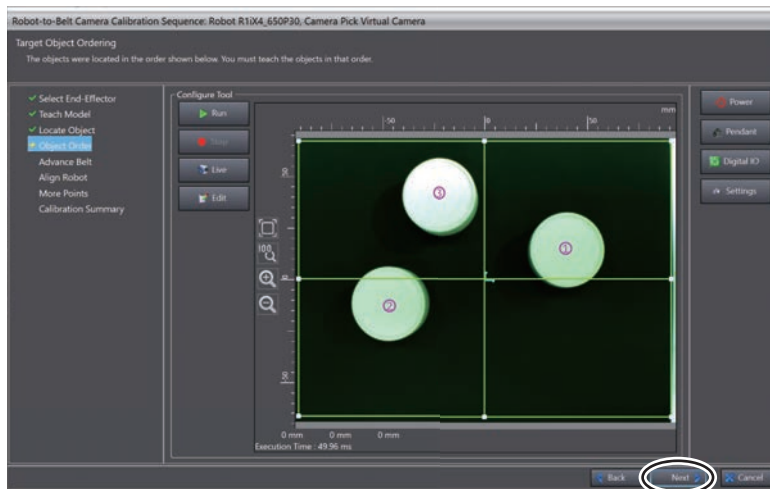 Robot-to-Belt Camera Calibration Sequence: Robot R1iX4_650P30, Camera Pick Virtual Camera
Target Object Ordering
The objects were located in the order shown below. You must teach the objects in that order.
Select End-Effector
Teach Model
Locate Object
Object Order
Advance Belt
Align Robot
More Points
Calibration Summary
Configure Tool
Run
Stop
Live
Edit
mm
-50
0
50
50
0
50
100
3
1
2
0 mm 0 mm 0 mm
Execution Time : 49.96 ms
Power
Pendant
Digital IO
Settings
Back
Next
Cancel